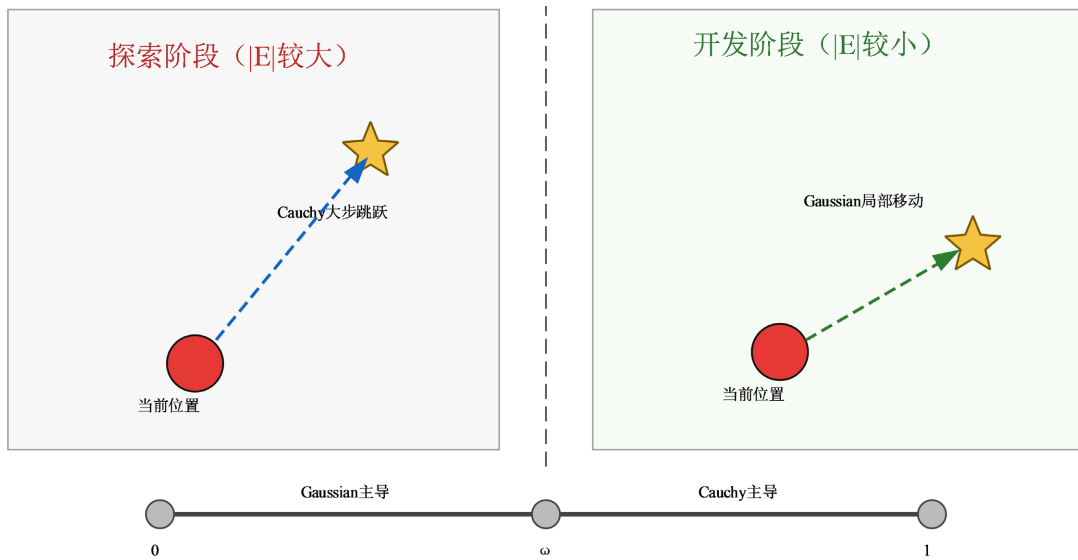 探索阶段（|E|较大）
开发阶段（|E|较小）
Cauchy大步跳跃
Gaussian局部移动
当前位置
当前位置
Gaussian主导
Cauchy主导
0
ω
1